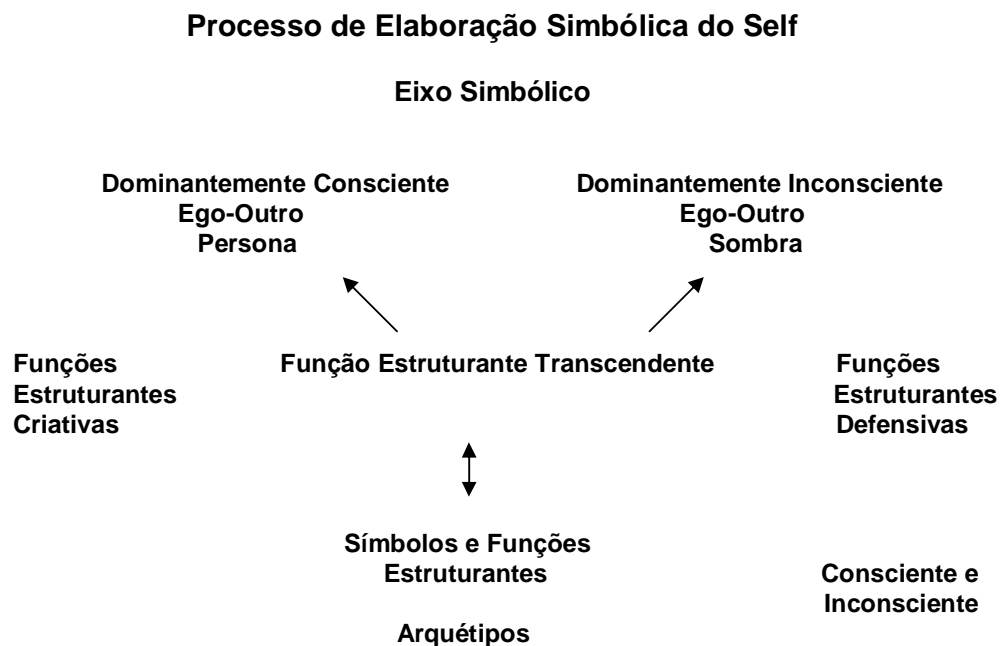 Processo de Elaboração Simbólica do Self
Eixo Simbólico
Dominantemente Consciente
Ego-Outro
Persona
Dominantemente Inconsciente
Ego-Outro
Sombra
Funções
Estruturantes
Criativas
Função Estruturante Transcendente
Funções
Estruturantes
Defensivas
Símbolos e Funções
Estruturantes
Arquétipos
Consciente e
Inconsciente